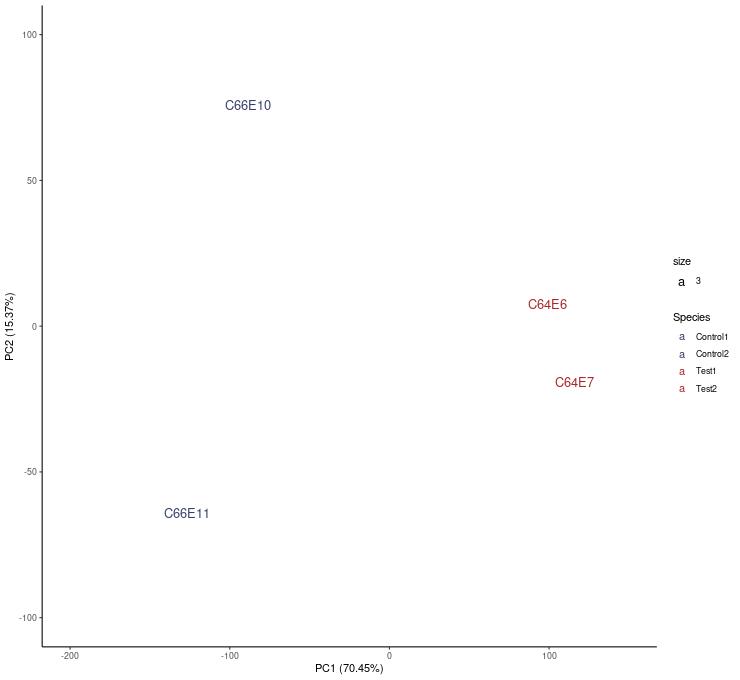 100
C66E10
50
size
a 3
C64E6
Species
0
PC2 (15.37%)
a Control1
a Control2
a Test1
C64E7
a Test2
-50
C66E11
-100
-200 -100 0 100
PC1 (70.45%)